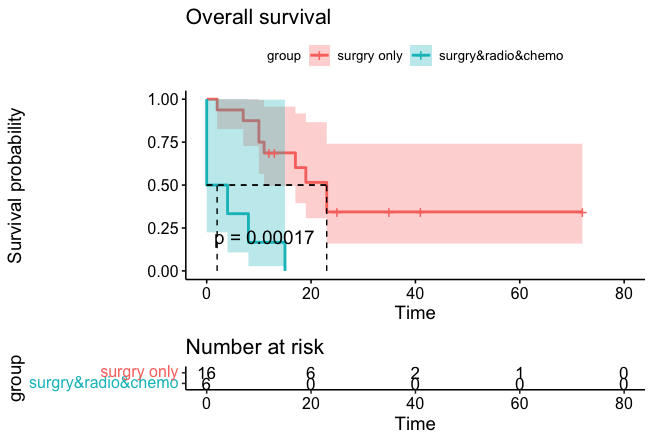 Overall survival
group surgry only surgry&radio&chemo
Survival probability
1.00
0.75
0.50
0.25
0.00
p = 0.00017
0 20 40 60 80
Time
Number at risk
group
surgry only 16 6 2 1 0
surgry&radio&chemo 6 0 0 0 0
0 20 40 60 80
Time